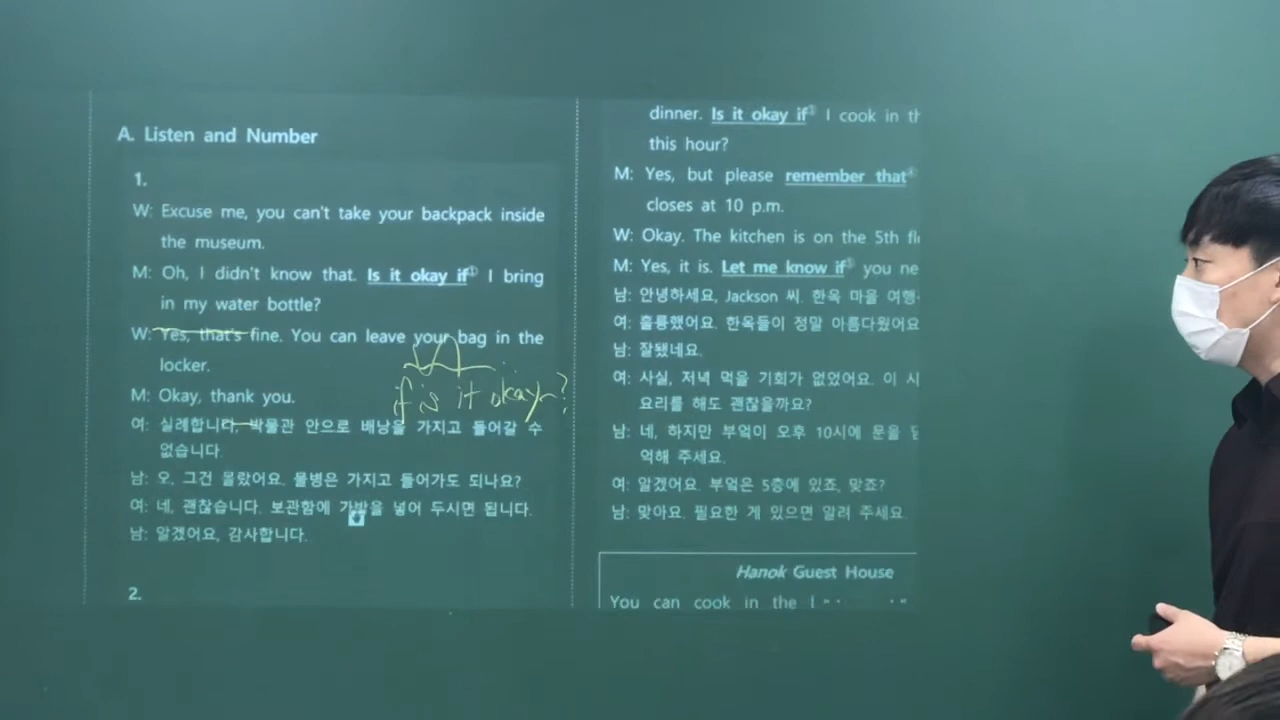 A. Listen and Number
1.
W: Excuse me, you can't take your backpack inside
the museum.
M: Oh, I didn't know that. Is it okay if① I bring
in my water bottle?
W: Yes, that's fine. You can leave your bag in the
locker.
if is it okay?
M: Okay, thank you.
여: 실례합니다, 박물관 안으로 배낭을 가지고 들어갈 수
없습니다.
남: 오, 그건 몰랐어요. 물병은 가지고 들어가도 되나요?
여: 네, 괜찮습니다. 보관함에 가방을 넣어 두시면 됩니다.
남: 알겠어요, 감사합니다.
2.
dinner. Is it okay if① I cook in
this hour?
M: Yes, but please remember that
closes at 10 p.m.
W: Okay. The kitchen is on the 5th
M: Yes, it is. Let me know if you
남: 안녕하세요, Jackson 씨. 한옥 마을
여: 훌륭했어요. 한옥들이 정말 아름다웠어요
남: 잘됐네요.
여: 사실, 저녁 먹을 기회가 없었어요. 이
요리를 해도 괜찮을까요?
남: 네, 하지만 부엌이 오후 10시에 문을
억해 주세요.
여: 알겠어요. 부엌은 5층에 있죠, 맞죠?
남: 맞아요. 필요한 게 있으면 알려 주세요.
Hanok Guest House
You can cook in the